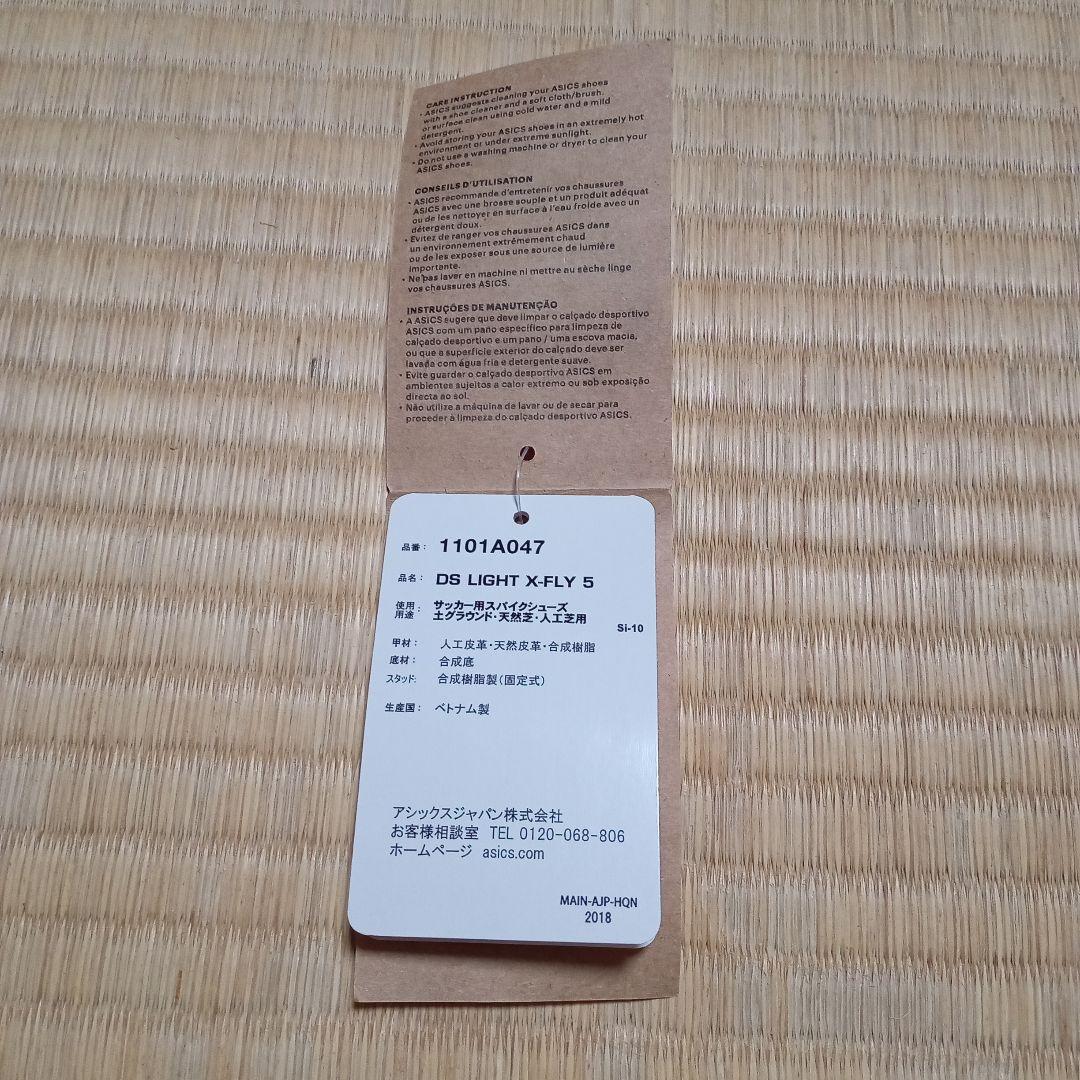 CARE INSTRUCTION
• ASICS suggests cleaning your ASICS shoes
with a shoe cleaner and a soft cloth/brush.
or surface clean using cold water and a mild
detergent.
• Avoid storing your ASICS shoes in an extremely hot
environment or under extreme sunlight.
• Do not use a washing machine or dryer to clean your
ASICS shoes.
CONSEILS D'UTILISATION
• ASICS recommande d'entretenir vos chaussures
ASICS avec une brosse souple et un produit adéquat
ou de les nettoyer en surface à l'eau froide avec un
détergent doux.
• Evitez de ranger vos chaussures ASICS dans
un environnement extrêmement chaud
ou de les exposer sous une source de lumière
importante.
• Ne pas laver en machine ni mettre au sèche linge
vos chaussures ASICS.
INSTRUÇÕES DE MANUTENÇÃO
• A ASICS sugere que deve limpar o calçado desportivo
ASICS com um pano específico para limpeza de
calçado desportivo e um pano / uma escova macia,
ou que a superfície exterior do calçado deve ser
lavada com água fria e detergente suave.
• Evite guardar o calçado desportivo ASICS em
ambientes sujeitos a calor extremo ou sob exposição
directa ao sol.
• Não utilize a máquina de lavar ou de secar para
proceder à limpeza do calçado desportivo ASICS.
品番： 1101A047
品名： DS LIGHT X-FLY 5
使用用途： サッカー用スパイクシューズ
土グラウンド・天然芝・人工芝用
Si-10
甲材： 人工皮革・天然皮革・合成樹脂
底材： 合成底
スタッド： 合成樹脂製（固定式）
生産国： ベトナム製
アシックスジャパン株式会社
お客様相談室 TEL 0120-068-806
ホームページ asics.com
MAIN-AJP-HQN
2018